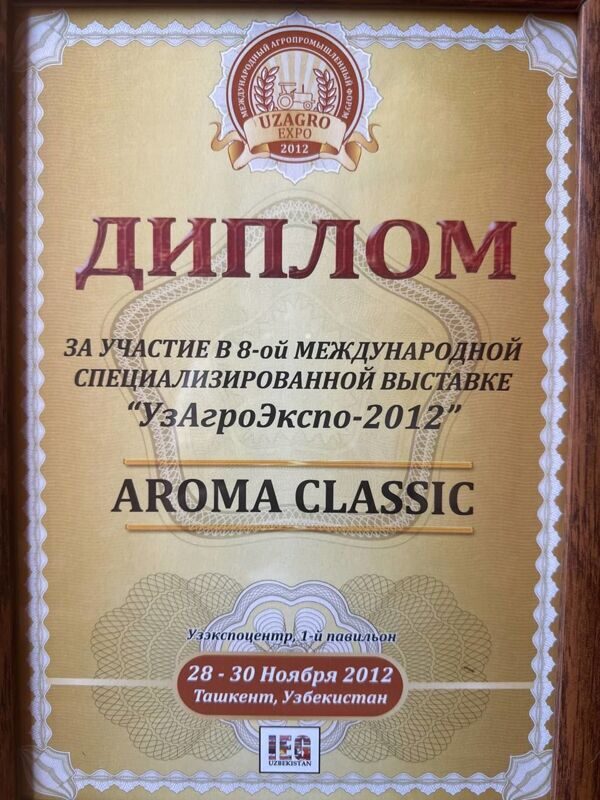 МЕЖДУНАРОДНЫЙ АГРОПРОМЫШЛЕННЫЙ ФОРУМ
UZAGRO
EXPO
2012
ДИПЛОМ
ЗА УЧАСТИЕ В 8-ой МЕЖДУНАРОДНОЙ
СПЕЦИАЛИЗИРОВАННОЙ ВЫСТАВКЕ
“УзАгроЭкспо-2012”
AROMA CLASSIC
Узэкспоцентр, 1-й павильон
28 - 30 Ноября 2012
Ташкент, Узбекистан
IEG
UZBEKISTAN